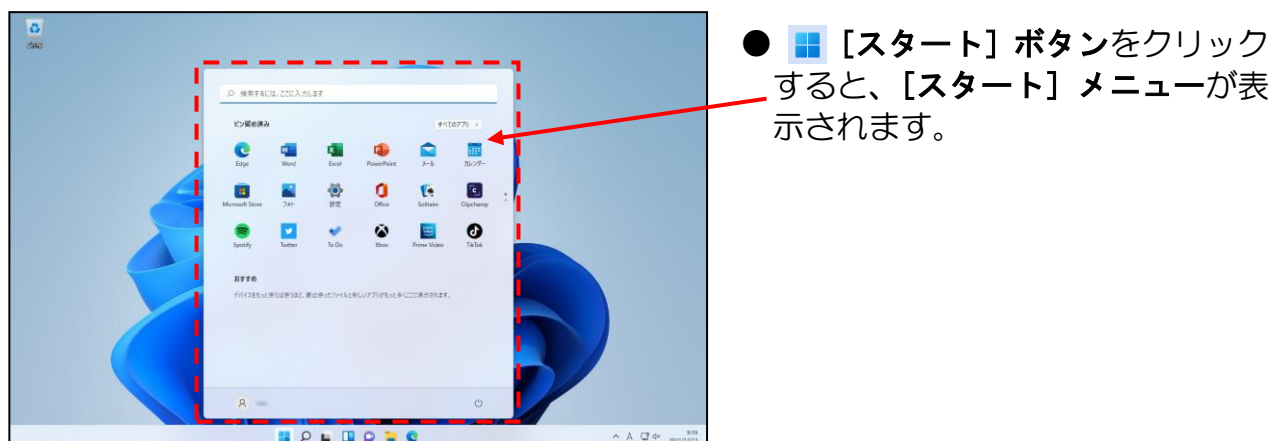 検索するには、ここに入力します
ピン留め済み
すべてのアプリ >
Edge Word Excel PowerPoint メール カレンダー
Microsoft Store フォト 設定 Office Solitaire Clipchamp
Spotify Twitter To Do Xbox Prime Video TikTok
おすすめ
デバイスをもっと使えば使うほど、最近使ったファイルと新しいアプリがもっと多くここに表示されます。
A
● [スタート] ボタンをクリック
すると、[スタート] メニューが表
示されます。